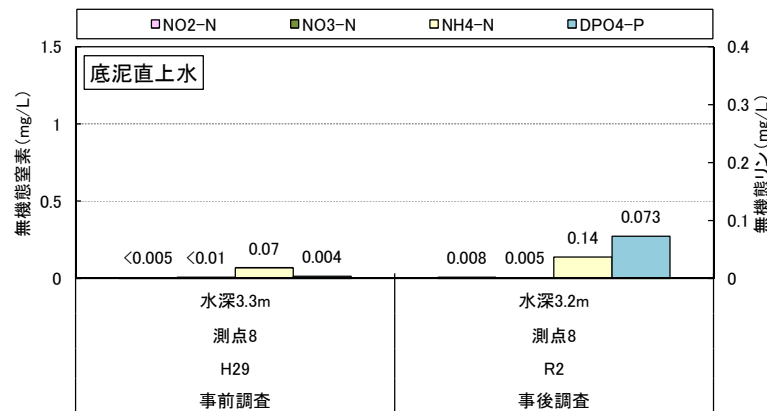 NO2-N NO3-N NH4-N DPO4-P
底泥直上水
無機態窒素(mg/L)
無機態リン(mg/L)
1.5
1
0.5
0
0.4
0.3
0.2
0.1
0
<0.005 <0.01 0.07 0.004
0.008 0.005 0.14 0.073
水深3.3m 水深3.2m
測点8 測点8
H29 R2
事前調査 事後調査